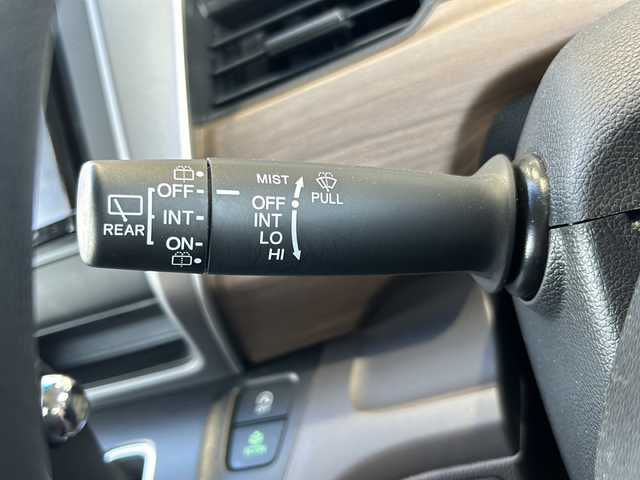 OFF
INT
REAR
ON
MIST
OFF
INT
LO
HI
PULL